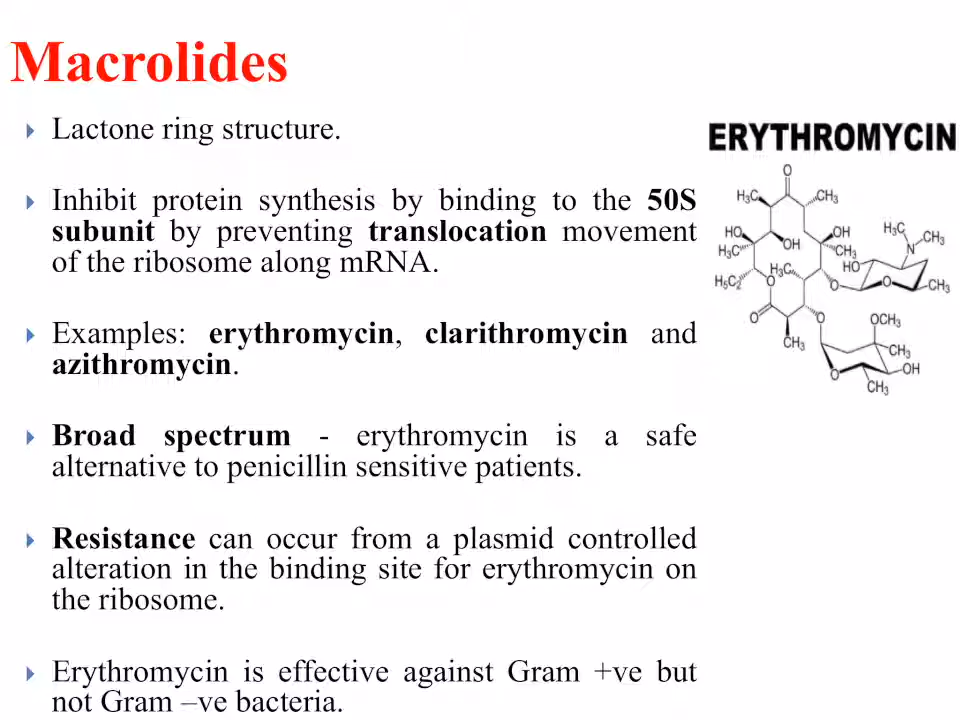 Macrolides
Lactone ring structure.
Inhibit protein synthesis by binding to the 50S
subunit by preventing translocation movement
of the ribosome along mRNA.
Examples: erythromycin, clarithromycin and
azithromycin.
Broad spectrum - erythromycin is a safe
alternative to penicillin sensitive patients.
Resistance can occur from a plasmid controlled
alteration in the binding site for erythromycin on
the ribosome.
Erythromycin is effective against Gram +ve but
not Gram –ve bacteria.
ERYTHROMYCIN
O
H₃C CH₃
HO OH OH
H₃C CH₃
H₃C CH₃
N
H₅C₂ O H₃C O HO O CH₃
O O OCH₃
CH₃ CH₃
O OH
CH₃